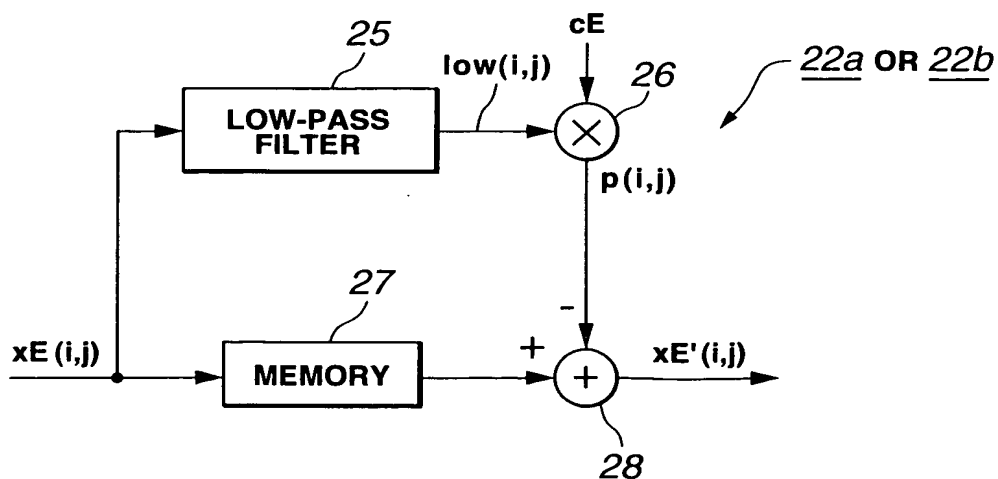 25
cE
22a OR 22b
low(i,j)
26
LOW-PASS
FILTER
×
p(i,j)
27
-
xE(i,j)
+
xE'(i,j)
MEMORY
+
28